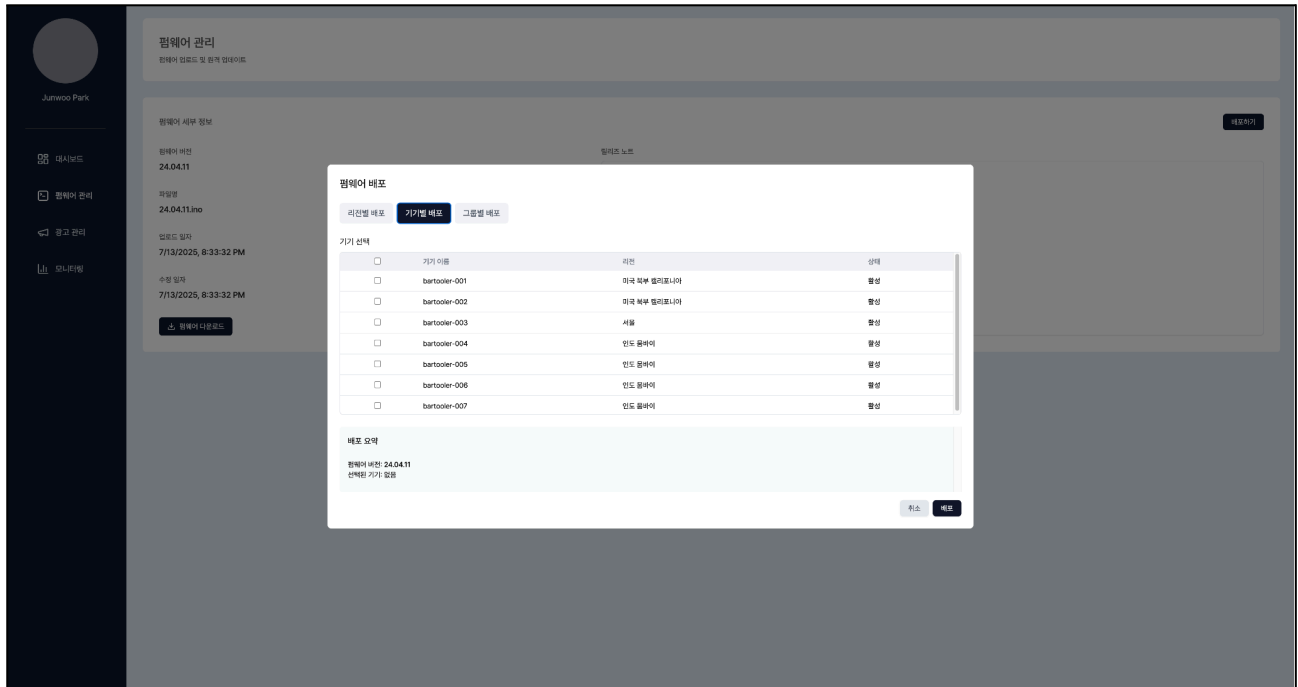 Junwoo Park
대시보드
펌웨어 관리
광고 관리
모니터링
펌웨어 관리
펌웨어 업로드 및 원격 업데이트
펌웨어 세부 정보
배포하기
펌웨어 버전
24.04.11
파일명
24.04.11.ino
업로드 일자
7/13/2025, 8:33:32 PM
수정 일자
7/13/2025, 8:33:32 PM
펌웨어 다운로드
릴리즈 노트
펌웨어 배포
리전별 배포 기기별 배포 그룹별 배포
기기 선택
기기 이름 리전 상태
bartooler-001 미국 북부 캘리포니아 활성
bartooler-002 미국 북부 캘리포니아 활성
bartooler-003 서울 활성
bartooler-004 인도 뭄바이 활성
bartooler-005 인도 뭄바이 활성
bartooler-006 인도 뭄바이 활성
bartooler-007 인도 뭄바이 활성
배포 요약
펌웨어 버전: 24.04.11
선택된 기기: 없음
취소 배포